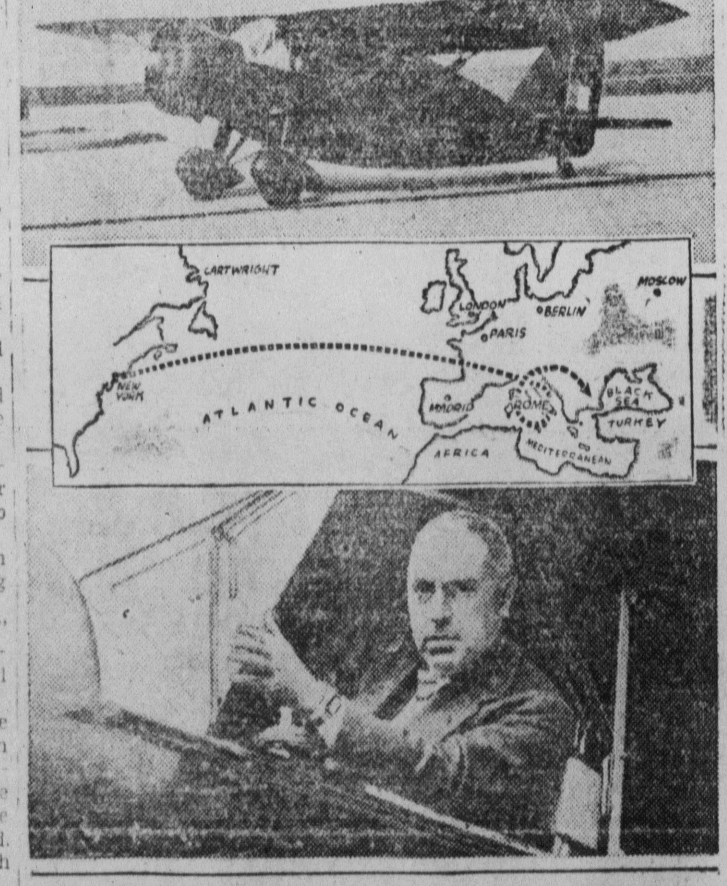 CARTWRIGHT
MOSCOW
LONDON
BERLIN
PARIS
NEW
YORK
MADRID
ROME
BLACK
SEA
ATLANTIC OCEAN
TURKEY
AFRICA
MEDITERRANEAN